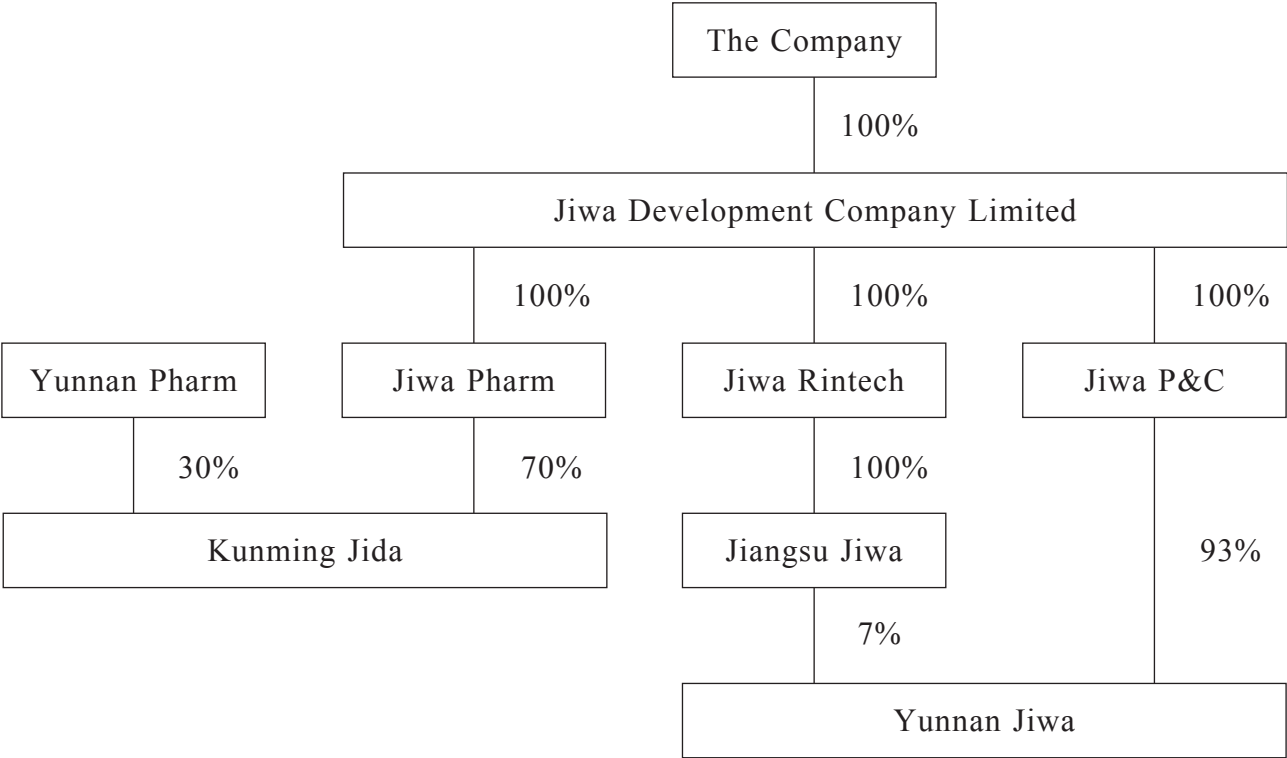 The Company
100%
Jiwa Development Company Limited
100% 100% 100%
Yunnan Pharm Jiwa Pharm Jiwa Rintech Jiwa P&C
30% 70% 100%
Kunming Jida Jiangsu Jiwa 93%
7%
Yunnan Jiwa